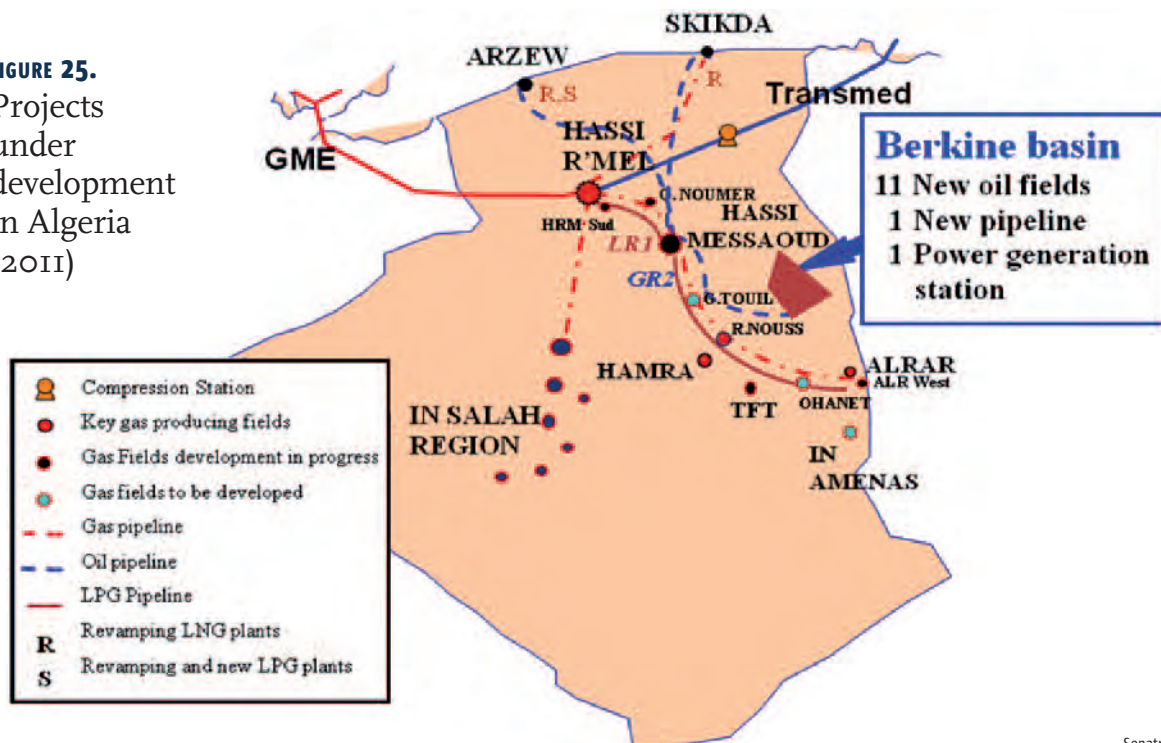 IGURE 25.
Projects
under
development
n Algeria
2011)
SKIKDA
ARZEW
R
R,S
Transmed
HASSI
R'MEL
GME
G. NOUMER
HASSI
MESSAOUD
HRM Sud
LR1
GR2
G.TOUIL
R.NOUSS
HAMRA
ALRAR
ALR West
OHANET
TFT
IN SALAH
REGION
IN
AMENAS
Berkine basin
11 New oil fields
1 New pipeline
1 Power generation
station
Compression Station
Key gas producing fields
Gas Fields development in progress
Gas fields to be developed
Gas pipeline
Oil pipeline
LPG Pipeline
R Revamping LNG plants
S Revamping and new LPG plants
Sonatr